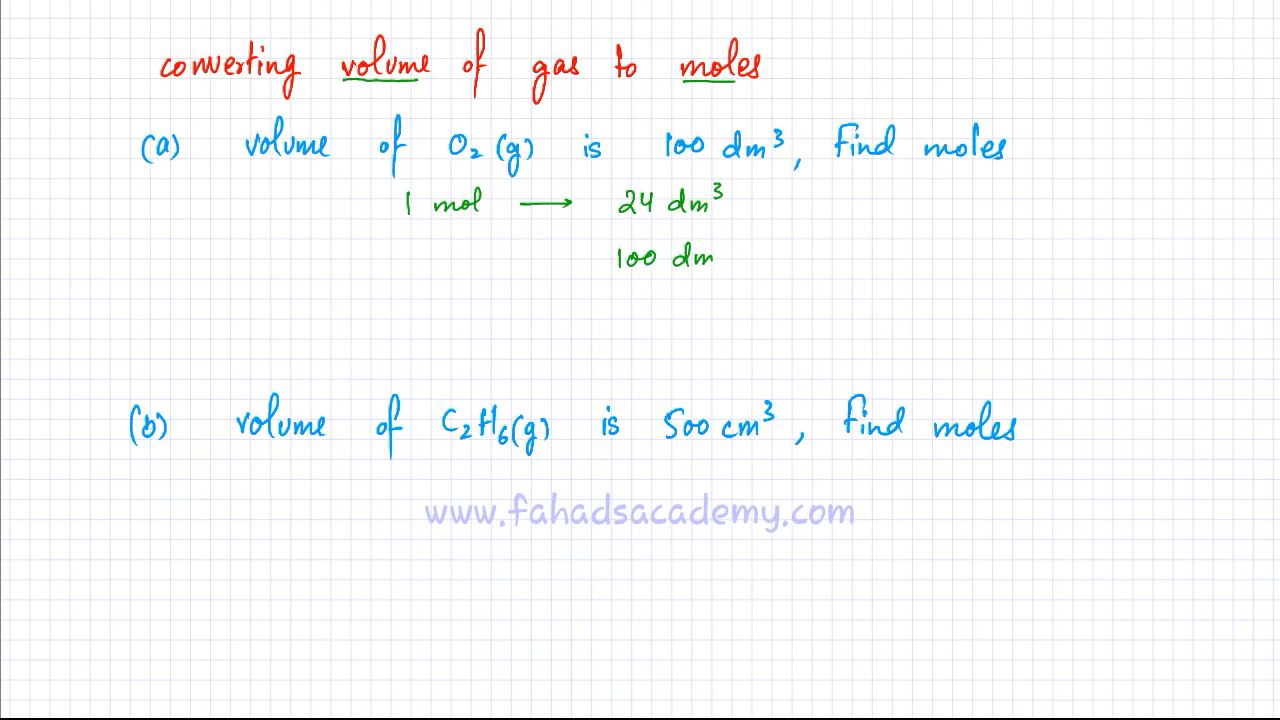 converting volume of gas to moles
(a) volume of O₂(g) is 100 dm³, Find moles
1 mol ⟶ 24 dm³
100 dm
(b) volume of C₂H₆(g) is 500 cm³, Find moles
www.fahadsacademy.com